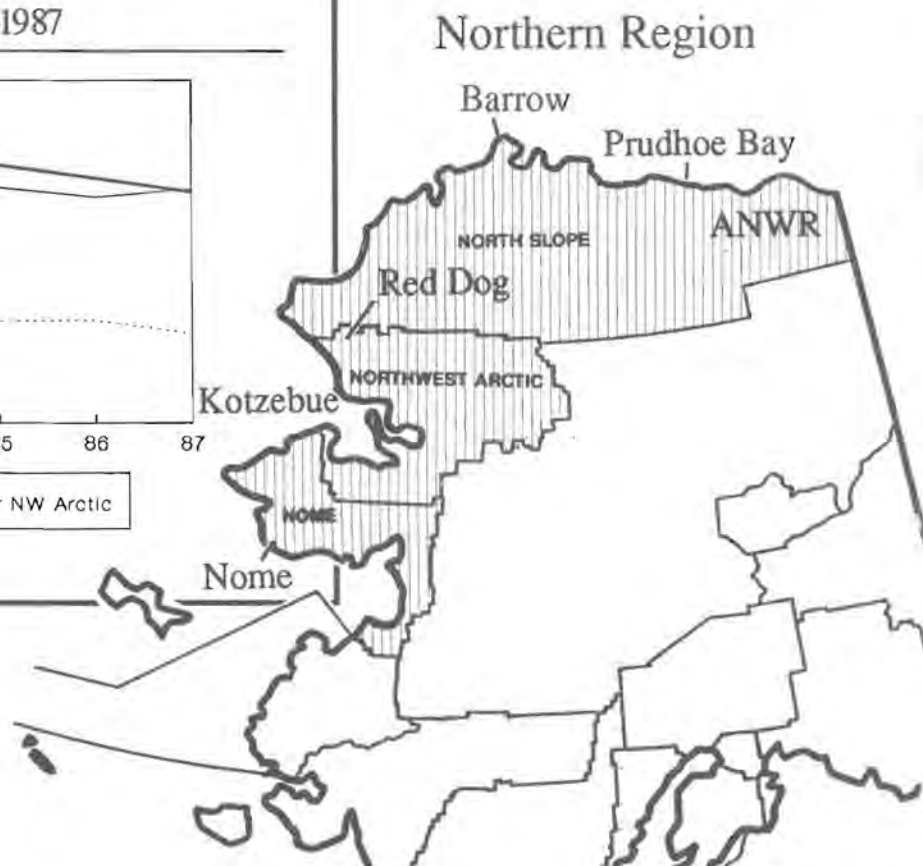 1987
Northern Region
Barrow
Prudhoe Bay
ANWR
NORTH SLOPE
Red Dog
NORTHWEST ARCTIC
Kotzebue
86
87
NW Arctic
NOME
Nome